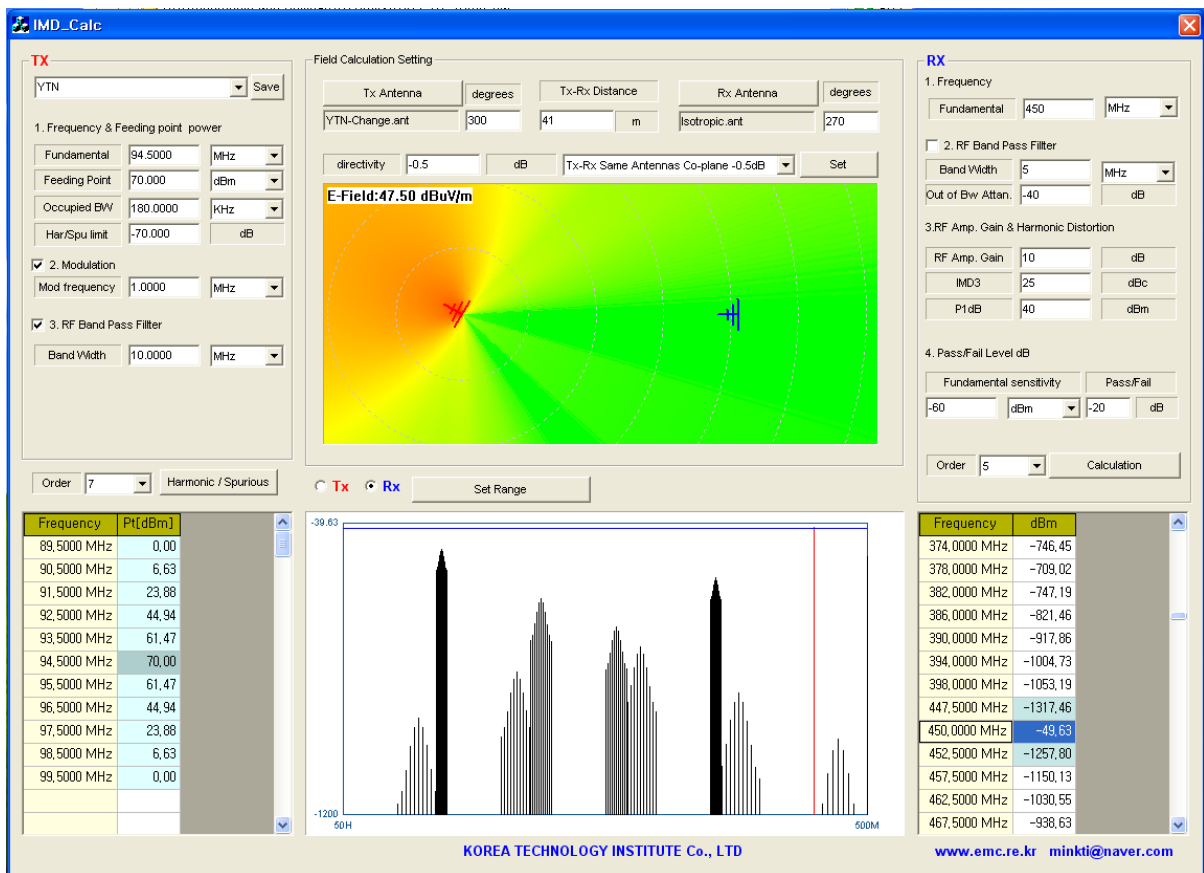 IMD_Calc
TX
YTN
Save
1. Frequency & Feeding point power
Fundamental 94.5000 MHz
Feeding Point 70.000 dBm
Occupied BW 180.0000 KHz
Har/Spu limit -70.000 dB
2. Modulation
Mod frequency 1.0000 MHz
3. RF Band Pass Fillter
Band Width 10.0000 MHz
Order 7 Harmonic / Spurious
Field Calculation Setting
Tx Antenna degrees Tx-Rx Distance Rx Antenna degrees
YTN-Change.ant 300 41 m Isotropic.ant 270
directivity -0.5 dB Tx-Rx Same Antennas Co-plane -0.5dB Set
E-Field:47.50 dBuV/m
Tx Rx Set Range
RX
1. Frequency
Fundamental 450 MHz
2. RF Band Pass Fillter
Band Width 5 MHz
Out of Bw Attan. -40 dB
3.RF Amp. Gain & Harmonic Distortion
RF Amp. Gain 10 dB
IMD3 25 dBc
P1dB 40 dBm
4. Pass/Fail Level dB
Fundamental sensitivity Pass/Fail
-60 dBm -20 dB
Order 5 Calculation
Frequency Pt[dBm]
89,5000 MHz 0,00
90,5000 MHz 6,63
91,5000 MHz 23,88
92,5000 MHz 44,94
93,5000 MHz 61,47
94,5000 MHz 70,00
95,5000 MHz 61,47
96,5000 MHz 44,94
97,5000 MHz 23,88
98,5000 MHz 6,63
99,5000 MHz 0,00
-39.63
-1200
50H 500M
Frequency dBm
374,0000 MHz -746,45
378,0000 MHz -709,02
382,0000 MHz -747,19
386,0000 MHz -821,46
390,0000 MHz -917,86
394,0000 MHz -1004,73
398,0000 MHz -1053,19
447,5000 MHz -1317,46
450,0000 MHz -49,63
452,5000 MHz -1257,80
457,5000 MHz -1150,13
462,5000 MHz -1030,55
467,5000 MHz -938,63
KOREA TECHNOLOGY INSTITUTE Co., LTD
www.emc.re.kr minkti@naver.com